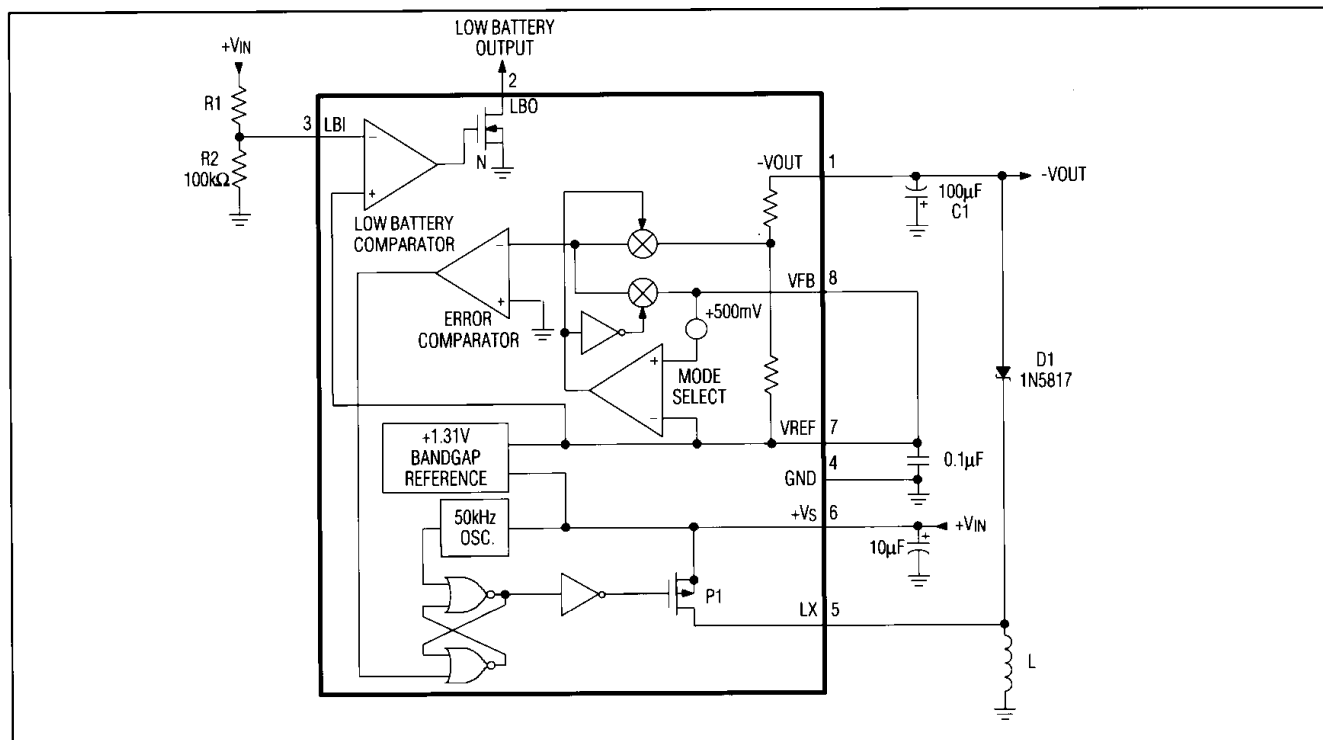 LOW BATTERY
OUTPUT
+VIN
2
LBO
R1
3 LBI
−
N
R2
100kΩ
+
-VOUT
1
-VOUT
100µF
+
C1
LOW BATTERY
COMPARATOR
−
VFB
8
+500mV
+
ERROR
COMPARATOR
D1
1N5817
+
MODE
SELECT
−
VREF
7
+1.31V
BANDGAP
REFERENCE
4
GND
0.1µF
50kHz
OSC.
+VS
6
+VIN
10µF
+
P1
LX
5
L